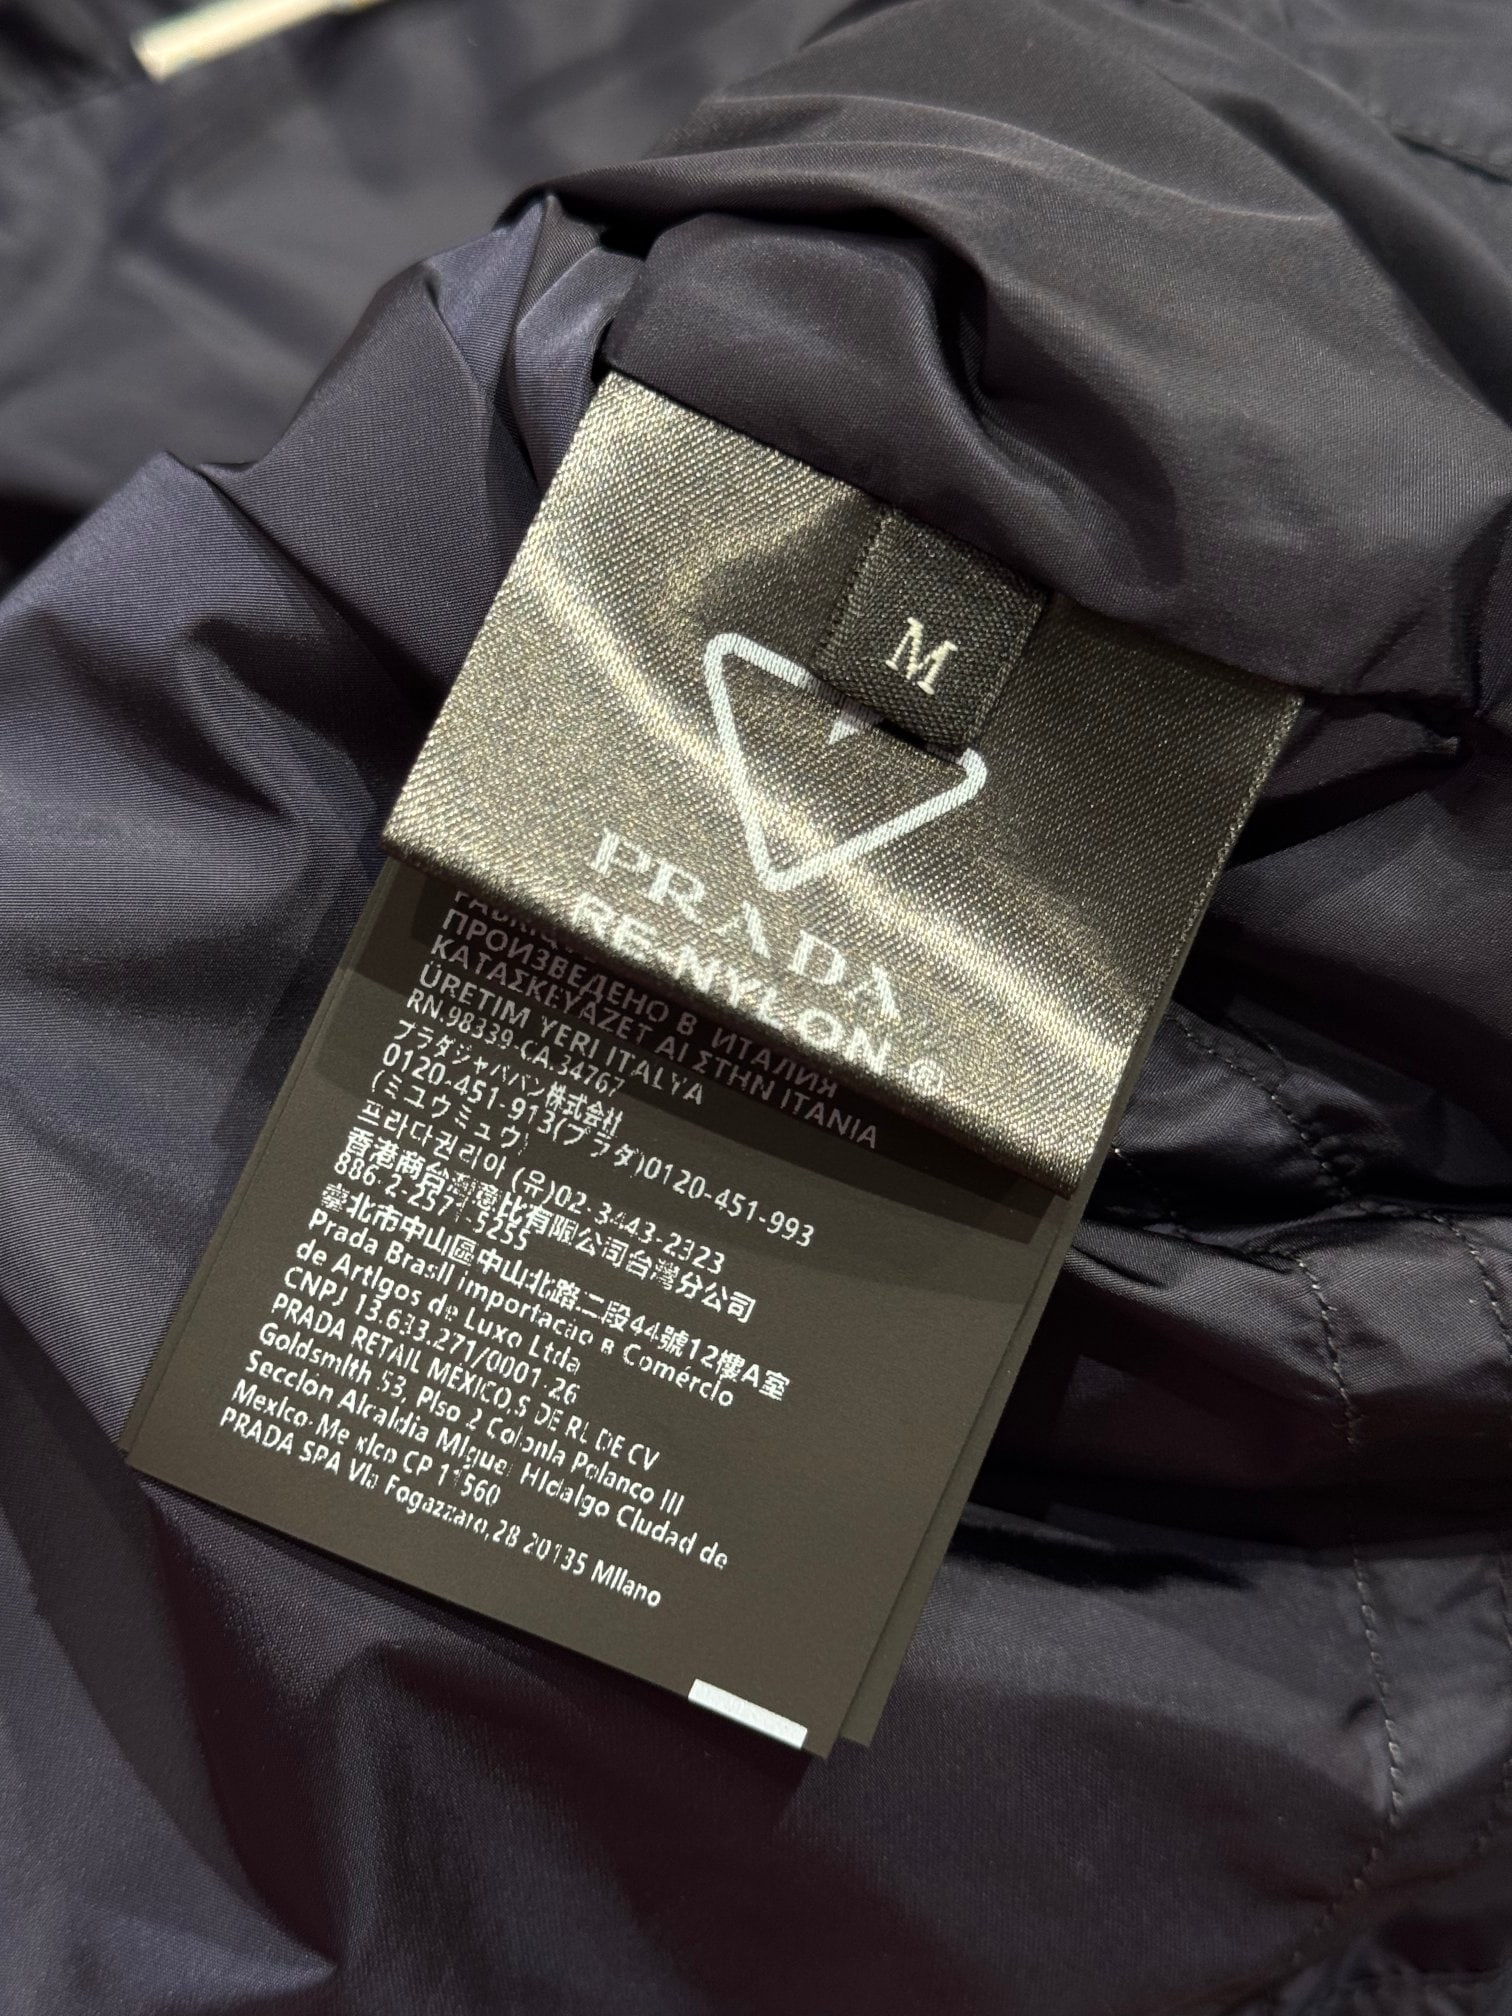 M
PRADA
RE-NYLON®
ПРОИЗВЕДЕНО В ИТАЛИЯ
ΚΑΤΑΣΚΕΥΑΖΕΤ ΑΙ ΣΤΗΝ ΙΤΑΝΙΑ
ÜRETIM YERI ITALYA
RN.98339-CA.34767
プラダジャパバン株式会社
0120-451-913(プラダ)0120-451-993
(ミユウミュウ)
프라다귄리아 (유)02-3443-2323
香港商台灣恵比有限公司台灣分公司
886-2-2571-5255
臺北市中山區中山北路二段44號12樓A室
Prada Brasil importacao e Comércio
de Artigos de Luxo Ltda
CNPJ 13.633.271/0001-26
PRADA RETAIL MEXICO,S DE RL DE CV
Goldsmith 53, Piso 2 Colonia Polanco III
Seccion Alcaldia Miguel Hidalgo Ciudad de
Mexico-Mexico CP 11560
PRADA SPA Via Fogazzaro,28 20135 Milano